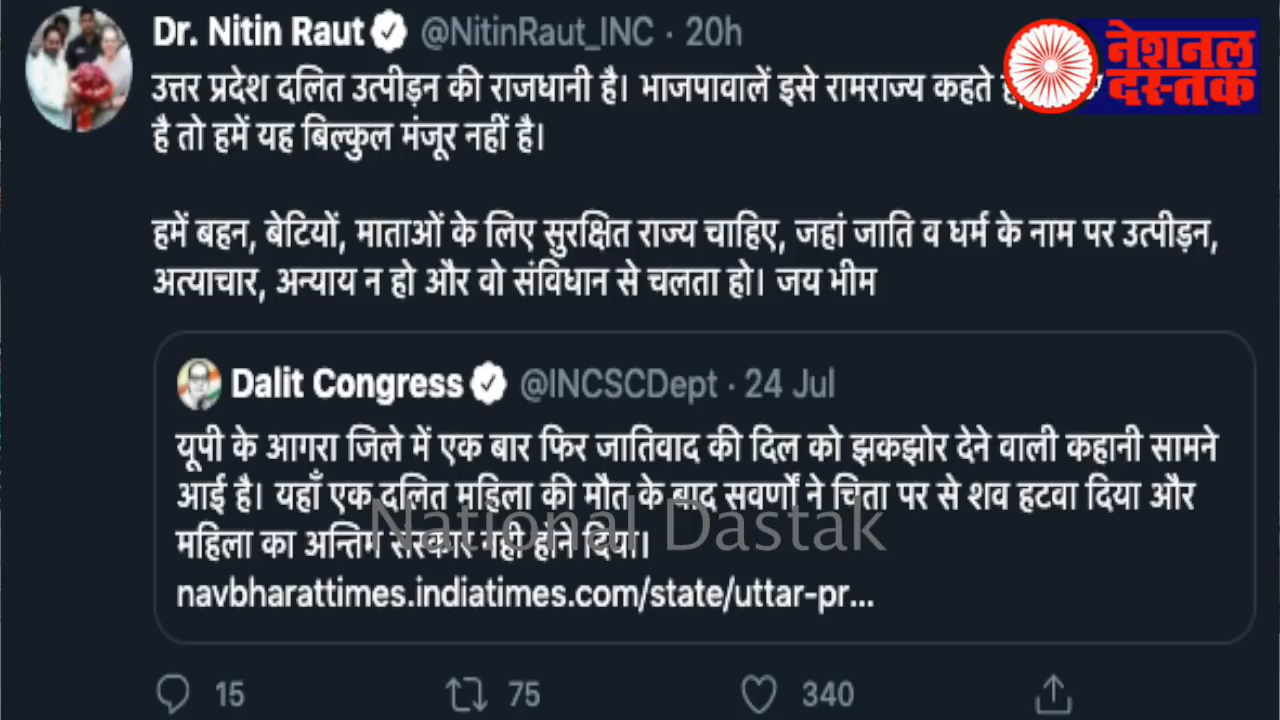 Dr. Nitin Raut @NitinRaut_INC · 20h
नेशनल
दस्तक
उत्तर प्रदेश दलित उत्पीड़न की राजधानी है। भाजपावालें इसे रामराज्य कहते
है तो हमें यह बिल्कुल मंजूर नहीं है।
हमें बहन, बेटियों, माताओं के लिए सुरक्षित राज्य चाहिए, जहां जाति व धर्म के नाम पर उत्पीड़न,
अत्याचार, अन्याय न हो और वो संविधान से चलता हो। जय भीम
Dalit Congress @INCSCDept · 24 Jul
यूपी के आगरा जिले में एक बार फिर जातिवाद की दिल को झकझोर देने वाली कहानी सामने
आई है। यहाँ एक दलित महिला की मौत के बाद सवर्णों ने चिता पर से शव हटवा दिया और
National Dastak
महिला का अन्तिम संस्कार नही होने दिया।
navbharattimes.indiatimes.com/state/uttar-pr...
15 75 340